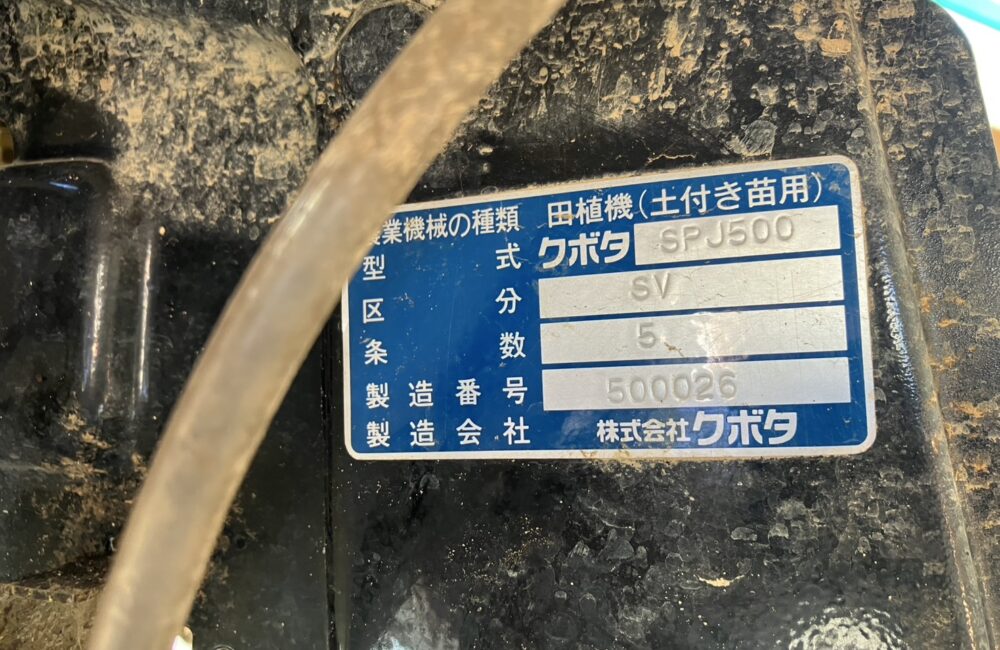 業機械の種類 田植機(土付き苗用)
型式 クボタ SPJ500
区分 SV
条数 5
製造番号 500026
製造会社 株式会社クボタ